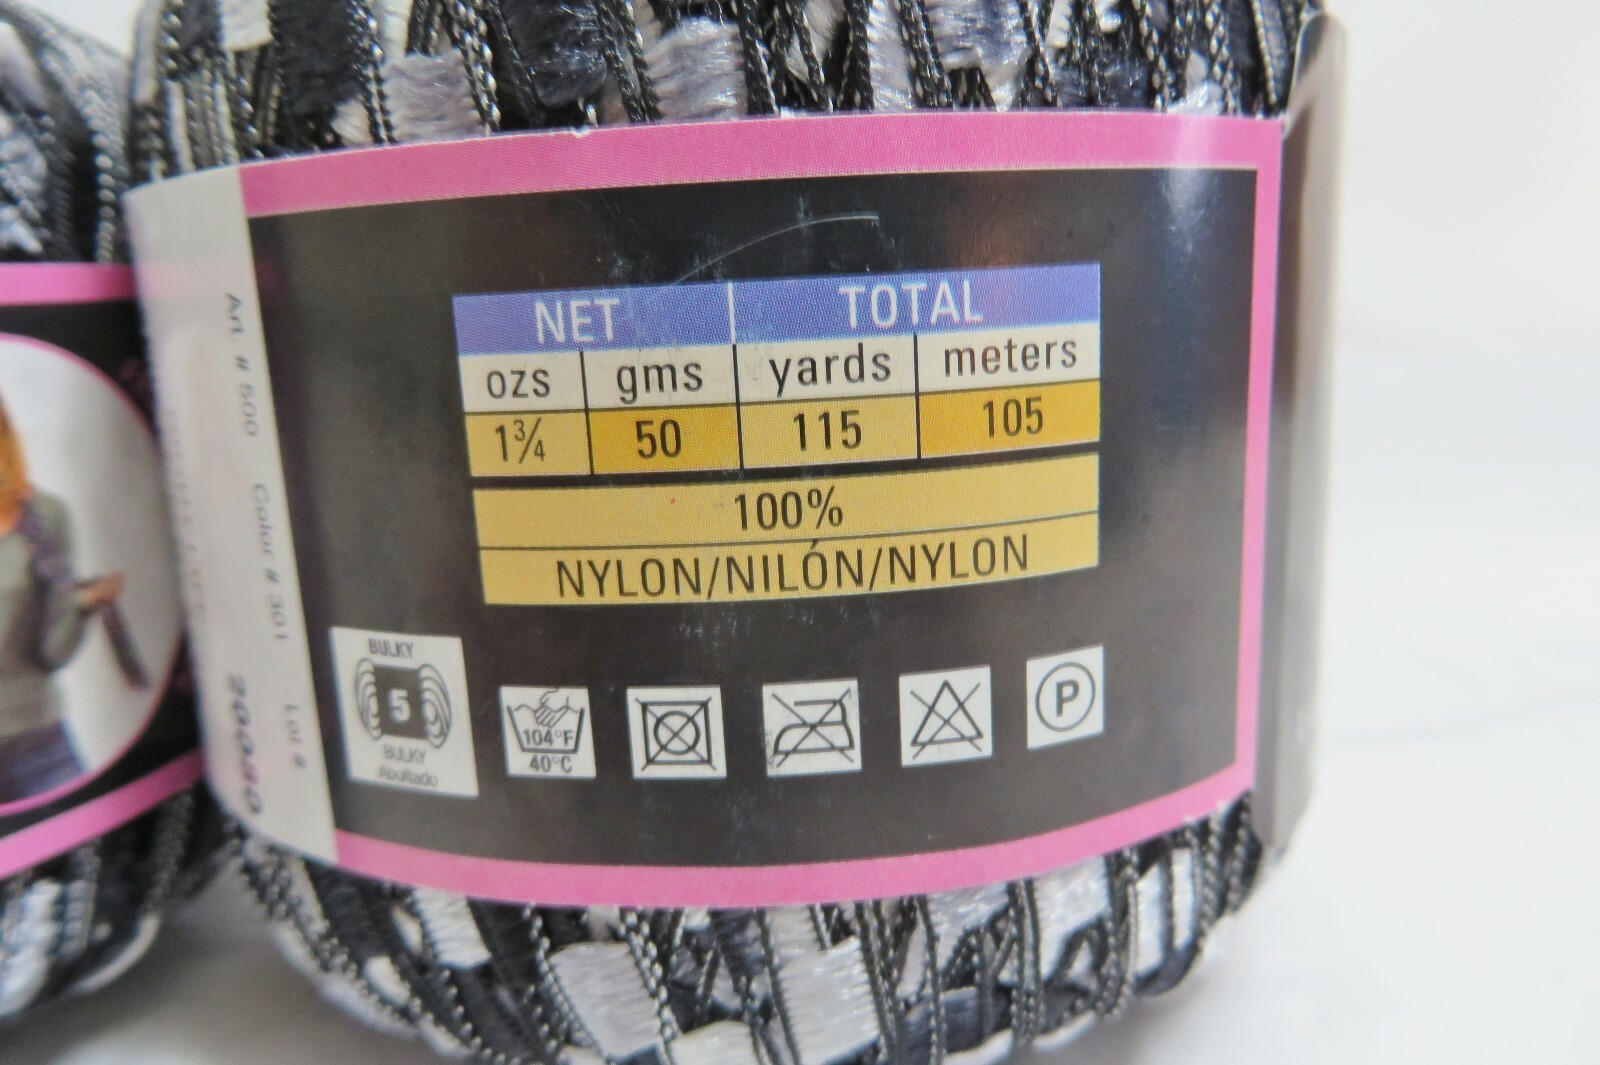 NET TOTAL
ozs gms yards meters
1¾ 50 115 105
100%
NYLON/NILÓN/NYLON
BULKY
5
BULKY
Abultado
104°F
40°C
P
Art. # 500 Color # 301 Lot #